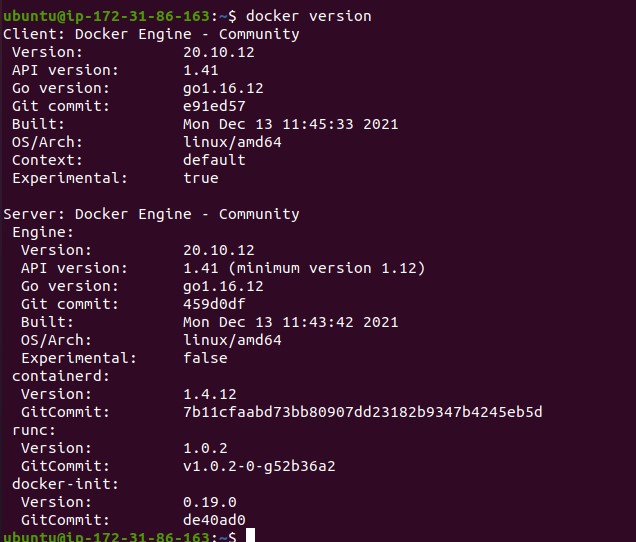 ubuntu@ip-172-31-86-163:~$ docker version
Client: Docker Engine - Community
 Version:           20.10.12
 API version:       1.41
 Go version:        go1.16.12
 Git commit:        e91ed57
 Built:             Mon Dec 13 11:45:33 2021
 OS/Arch:           linux/amd64
 Context:           default
 Experimental:      true

Server: Docker Engine - Community
 Engine:
  Version:          20.10.12
  API version:      1.41 (minimum version 1.12)
  Go version:       go1.16.12
  Git commit:       459d0df
  Built:            Mon Dec 13 11:43:42 2021
  OS/Arch:          linux/amd64
  Experimental:     false
 containerd:
  Version:          1.4.12
  GitCommit:        7b11cfaabd73bb80907dd23182b9347b4245eb5d
 runc:
  Version:          1.0.2
  GitCommit:        v1.0.2-0-g52b36a2
 docker-init:
  Version:          0.19.0
  GitCommit:        de40ad0
ubuntu@ip-172-31-86-163:~$